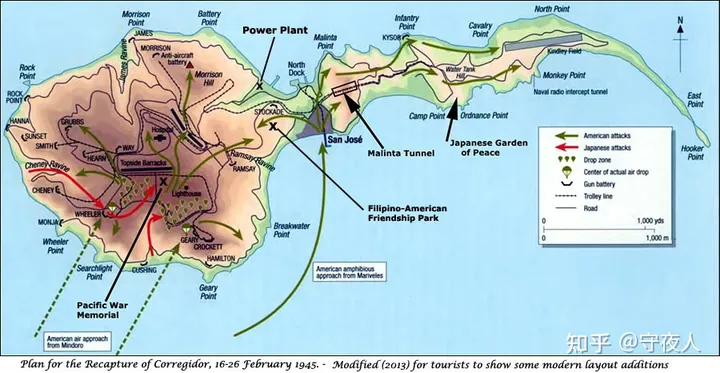 Morrison
Point
Battery
Point
JAMES
MORRISON
Anti-aircraft
battery
James Ravine
Morrison
Hill
Power Plant
Malinta
Point
North
Dock
Infantry
Point
KYSOR
Cavalry
Point
North Point
Kindley Field
N
Water Tank
Hill
Monkey Point
Naval radio intercept tunnel
East
Point
Hooker
Point
Camp Point
Ordnance Point
Japanese Garden
of Peace
Malinta Tunnel
San José
STOCKADE
Filipino-American
Friendship Park
Rock
Point
ROCK
POINT
HANNA
SUNSET
SMITH
GRUBBS
WAY
HEARN
Hospital
Topside Barracks
Cheney Ravine
CHENEY
WHEELER
MONJA
Wheeler
Point
Lighthouse
Ramsay Ravine
RAMSAY
GEARY
CROCKETT
HAMILTON
CUSHING
Searchlight
Point
Geary
Point
Breakwater
Point
Pacific War
Memorial
American air approach
from Mindoro
American amphibious
approach from Mariveles
American attacks
Japanese attacks
Drop zone
Center of actual air drop
Gun battery
Trolley line
Road
0 1,000 yds
0 1,000 m
知乎 @守夜人
Plan for the Recapture of Corregidor, 16-26 February 1945. - Modified (2013) for tourists to show some modern layout additions